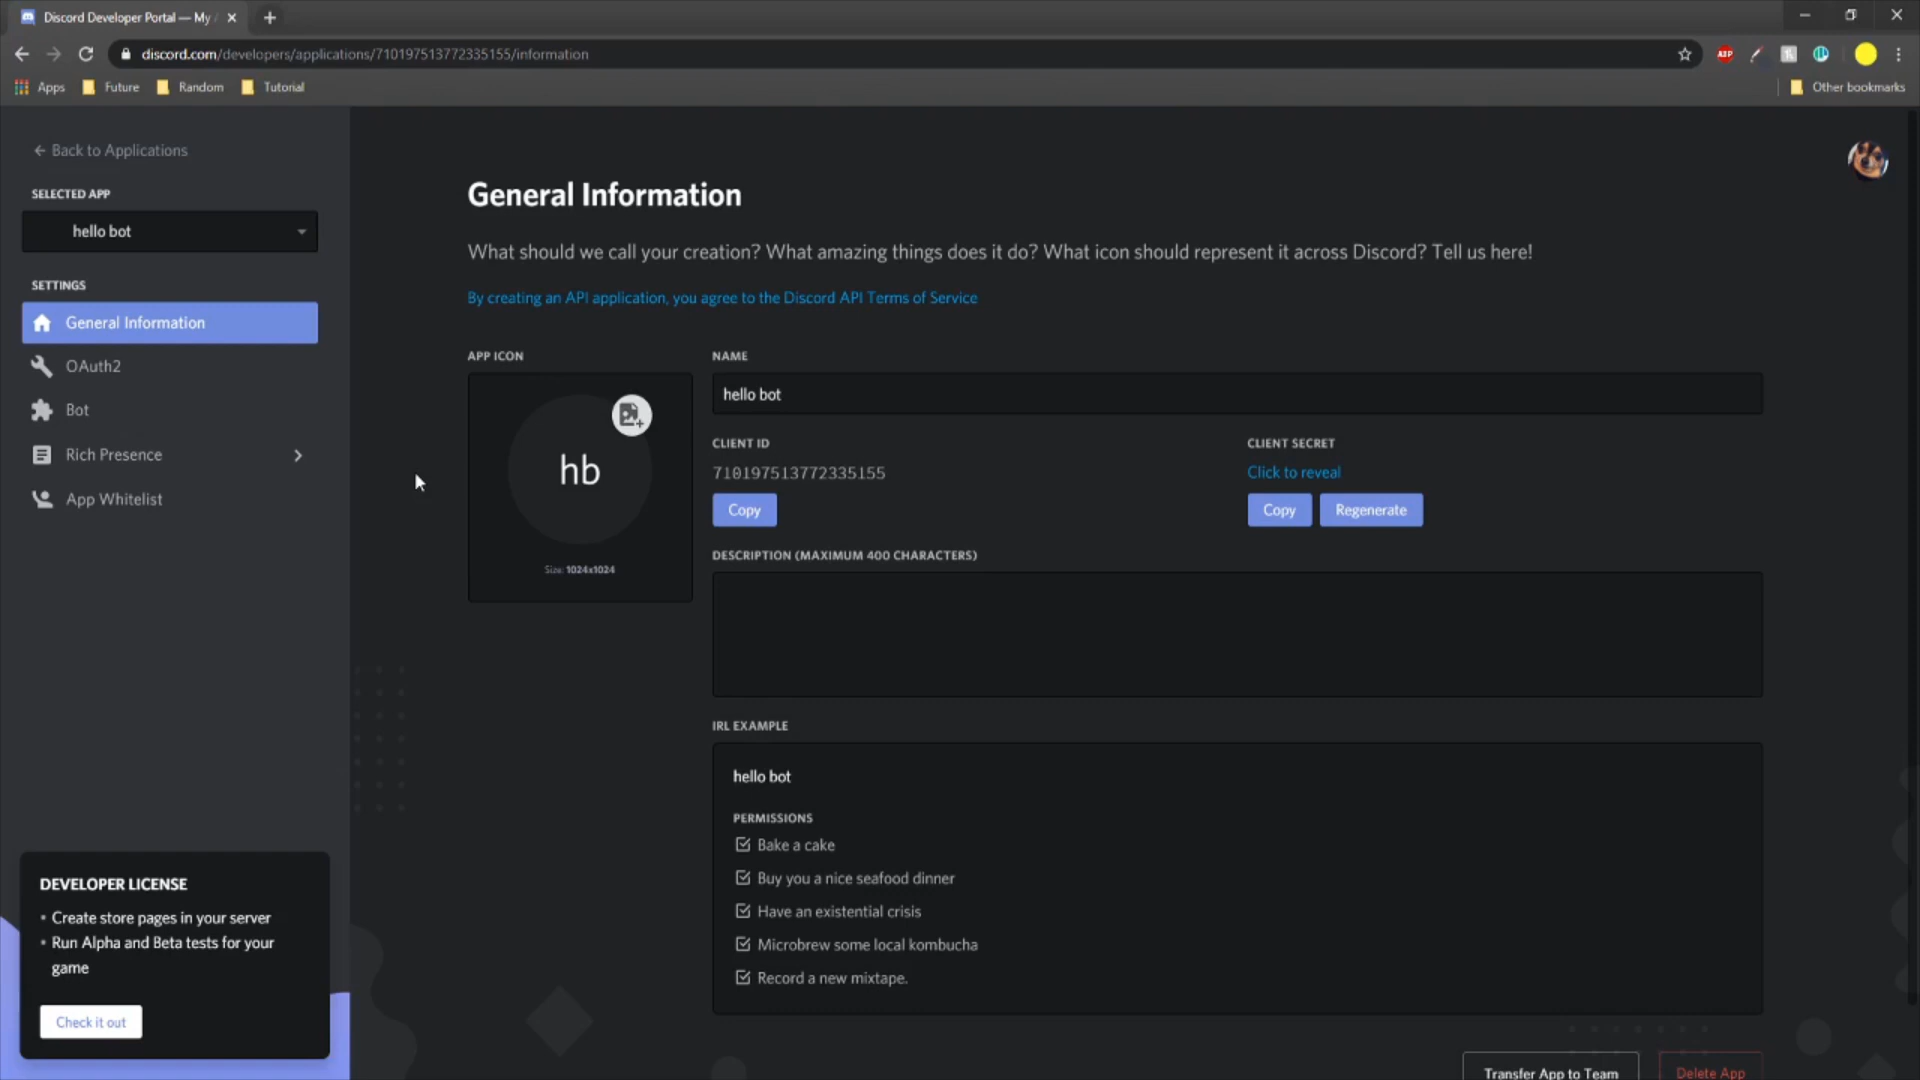 Discord Developer Portal — My
discord.com/developers/applications/710197513772335155/information
ABP
Apps
Future
Random
Tutorial
Other bookmarks
Back to Applications
SELECTED APP
hello bot
SETTINGS
General Information
OAuth2
Bot
Rich Presence
App Whitelist
DEVELOPER LICENSE
• Create store pages in your server
• Run Alpha and Beta tests for your
game
Check it out
General Information
What should we call your creation? What amazing things does it do? What icon should represent it across Discord? Tell us here!
By creating an API application, you agree to the Discord API Terms of Service
APP ICON
hb
Size: 1024x1024
NAME
hello bot
CLIENT ID
710197513772335155
Copy
CLIENT SECRET
Click to reveal
Copy
Regenerate
DESCRIPTION (MAXIMUM 400 CHARACTERS)
IRL EXAMPLE
hello bot
PERMISSIONS
Bake a cake
Buy you a nice seafood dinner
Have an existential crisis
Microbrew some local kombucha
Record a new mixtape.
Transfer App to Team
Delete App